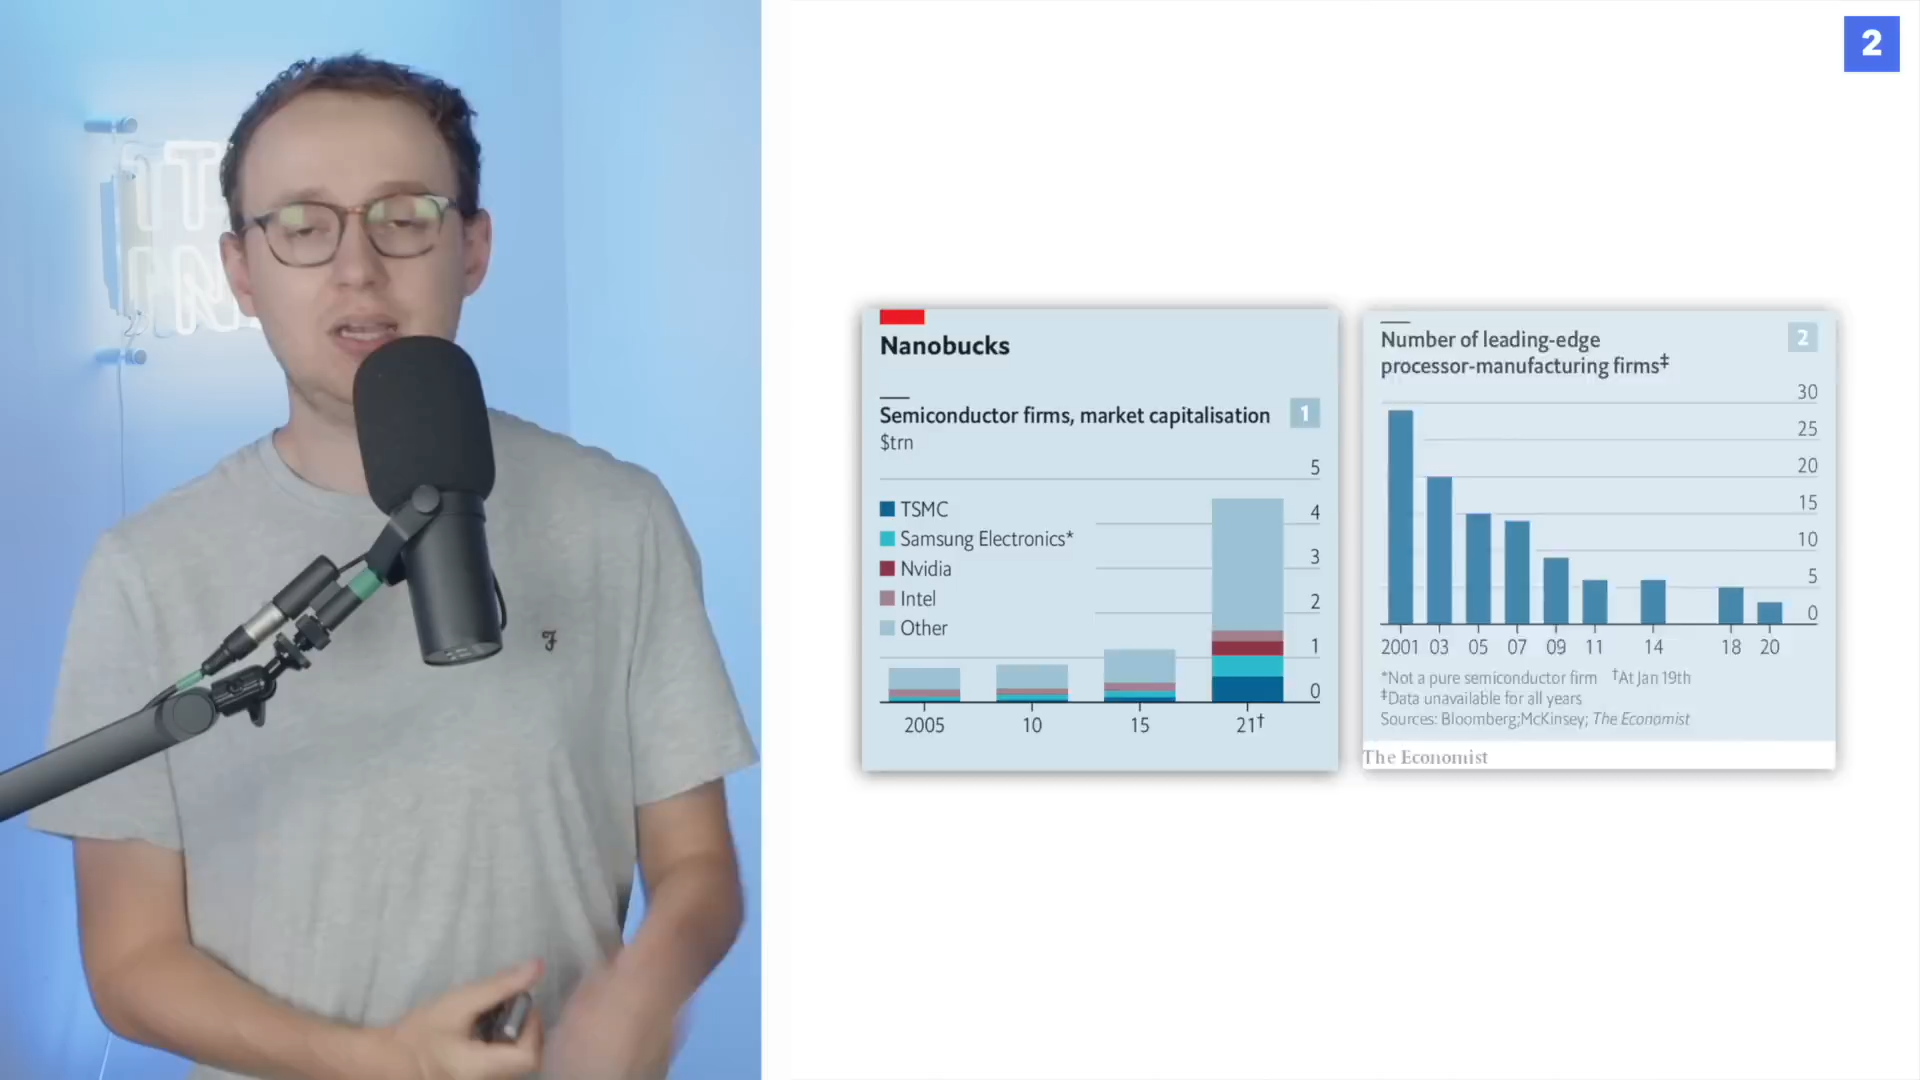 2
Nanobucks
Semiconductor firms, market capitalisation 1
$trn
5
4
3
2
1
0
TSMC
Samsung Electronics*
Nvidia
Intel
Other
2005 10 15 21†
Number of leading-edge 2
processor-manufacturing firms‡
30
25
20
15
10
5
0
2001 03 05 07 09 11 14 18 20
*Not a pure semiconductor firm †At Jan 19th
‡Data unavailable for all years
Sources: Bloomberg;McKinsey; The Economist
The Economist